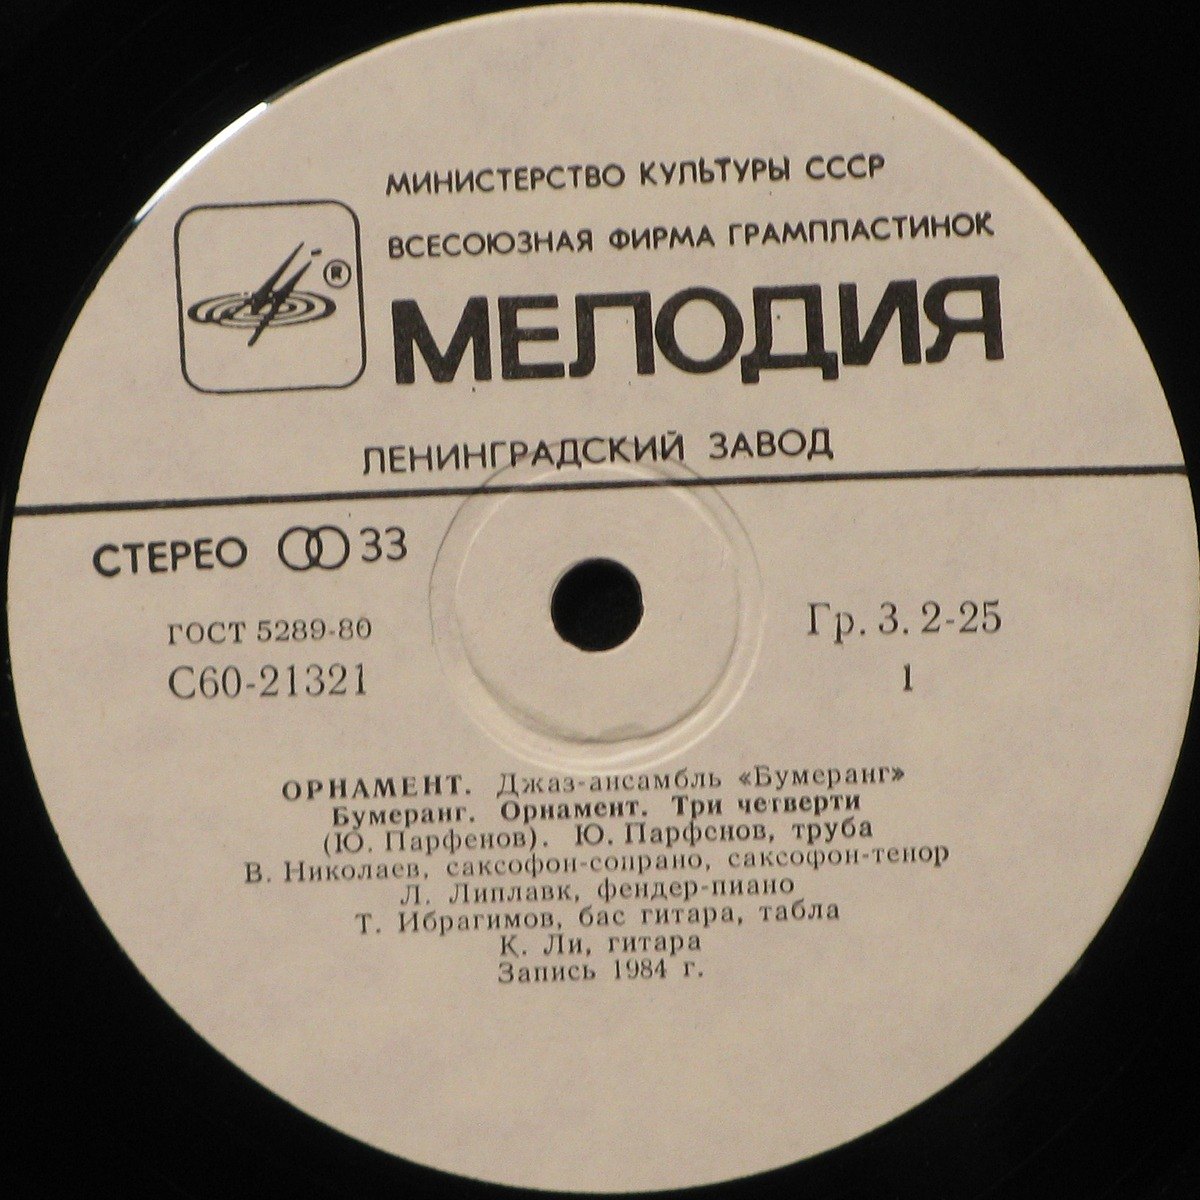 МИНИСТЕРСТВО КУЛЬТУРЫ СССР
ВСЕСОЮЗНАЯ ФИРМА ГРАМПЛАСТИНОК
®
МЕЛОДИЯ
ЛЕНИНГРАДСКИЙ ЗАВОД
СТЕРЕО 33
ГОСТ 5289-80
С60-21321
Гр. 3. 2-25
1
ОРНАМЕНТ. Джаз-ансамбль «Бумеранг»
Бумеранг. Орнамент. Три четверти
(Ю. Парфенов). Ю. Парфенов, труба
В. Николаев, саксофон-сопрано, саксофон-тенор
Л. Липлавк, фендер-пиано
Т. Ибрагимов, бас гитара, табла
К. Ли, гитара
Запись 1984 г.